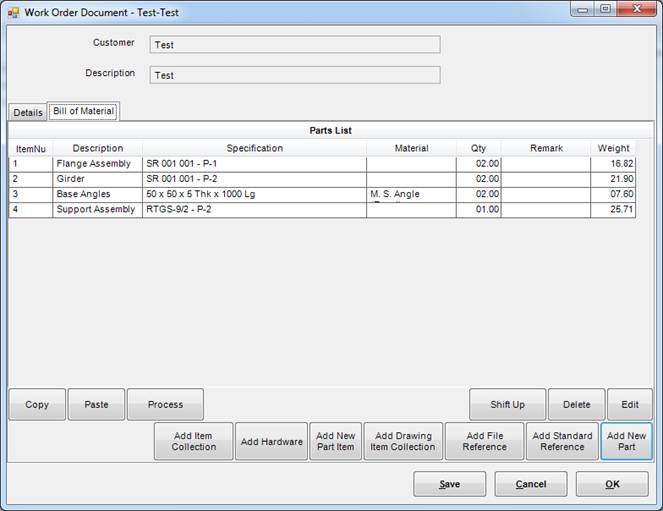 Work Order Document - Test-Test
Customer Test
Description Test
Details Bill of Material
Parts List
ItemNu Description Specification Material Qty Remark Weight
1 Flange Assembly SR 001 001 - P-1 02.00 16.82
2 Girder SR 001 001 - P-2 02.00 21.90
3 Base Angles 50 x 50 x 5 Thk x 1000 Lg M. S. Angle 02.00 07.60
4 Support Assembly RTGS-9/2 - P-2 01.00 25.71
Copy Paste Process Shift Up Delete Edit
Add Item Collection Add Hardware Add New Part Item Add Drawing Item Collection Add File Reference Add Standard Reference Add New Part
Save Cancel OK